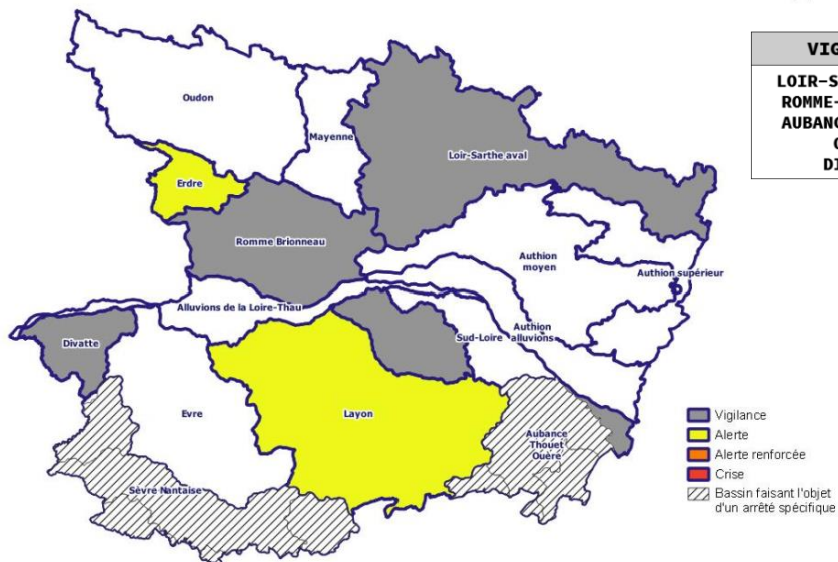 VIG
LOIR-S
ROMME-
AUBANC
DI
Oudon
Mayenne
Loir-Sarthe aval
Erdre
Romme Brionneau
Authion
moyen
Authion supérieur
Alluvions de la Loire-Thau
Authion
alluvions
Sud-Loire
Divatte
Evre
Layon
Aubance
Thouet
Ouère
Sèvre Nantaise
Vigilance
Alerte
Alerte renforcée
Crise
Bassin faisant l'objet
d'un arrêté spécifique